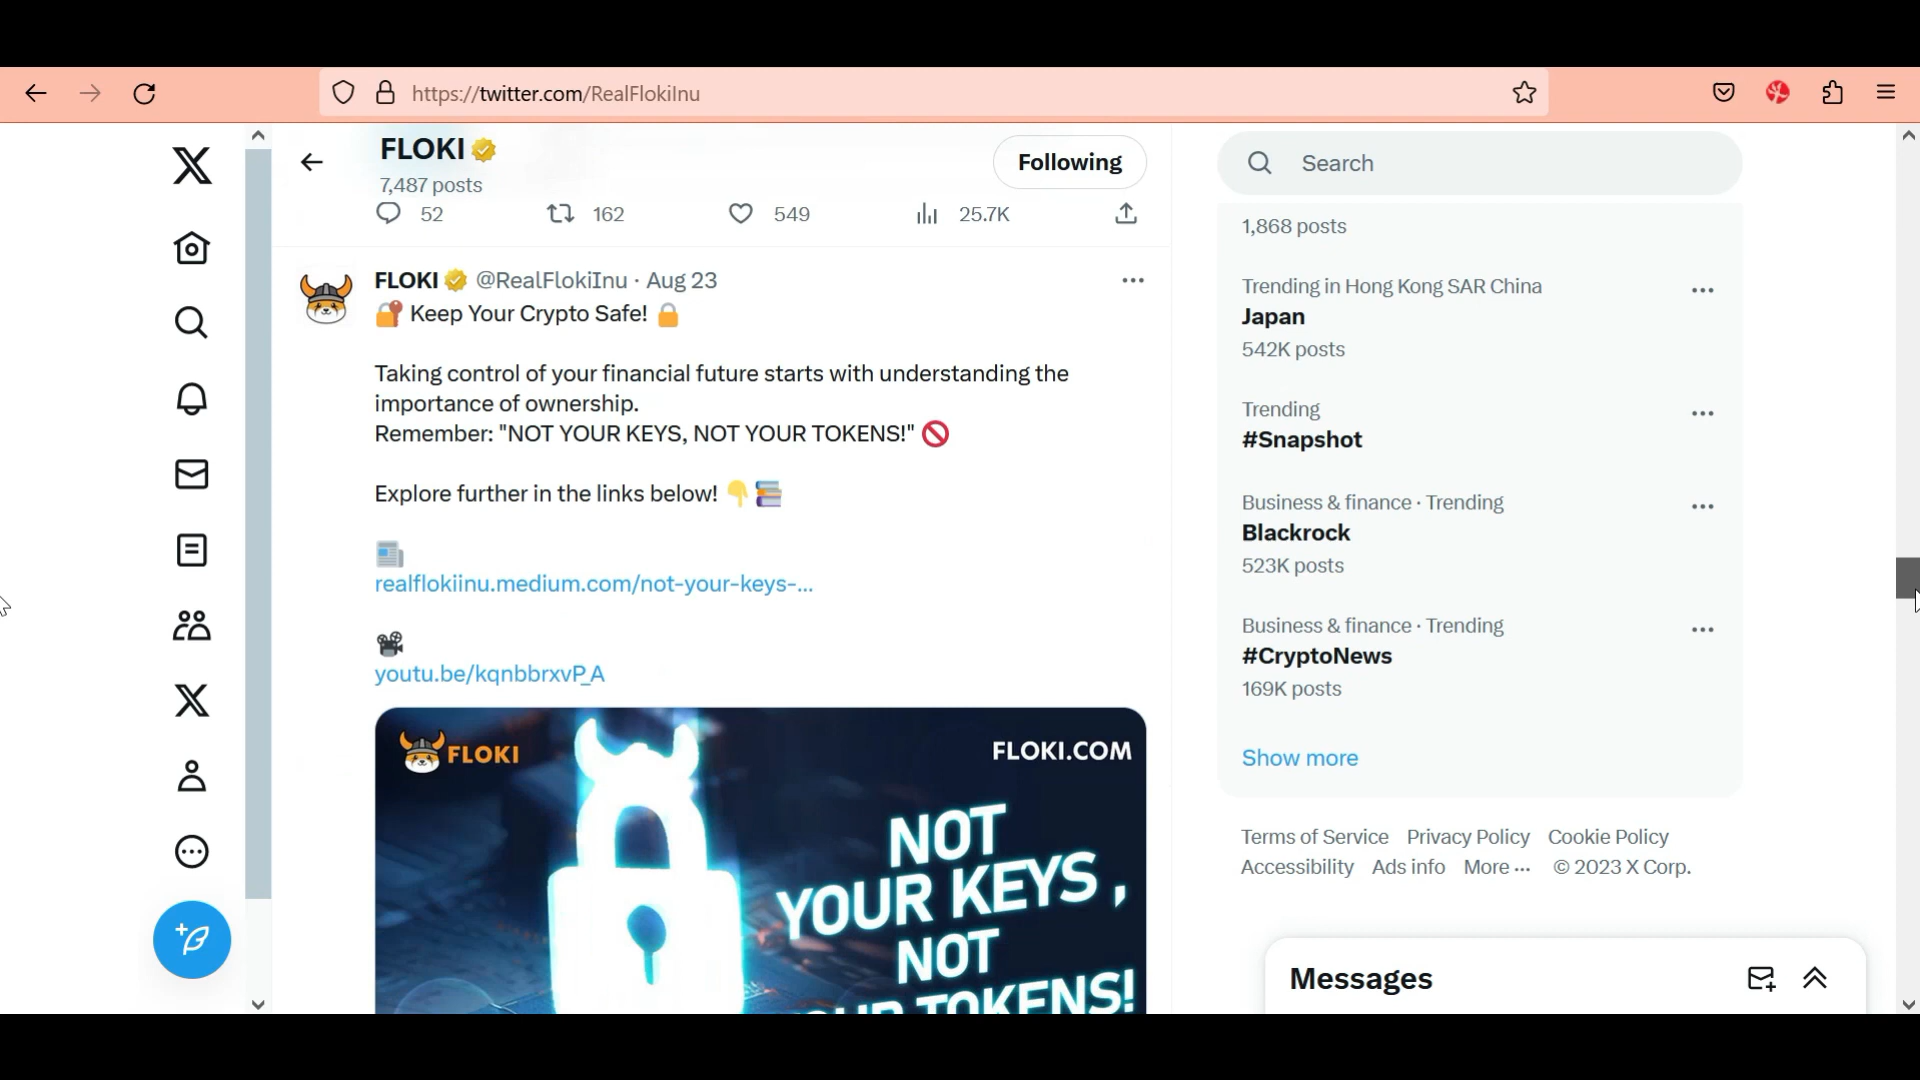 https://twitter.com/RealFlokiInu
FLOKI
7,487 posts
Following
52 162 549 25.7K
FLOKI @RealFlokiInu · Aug 23
Keep Your Crypto Safe!
Taking control of your financial future starts with understanding the
importance of ownership.
Remember: "NOT YOUR KEYS, NOT YOUR TOKENS!"
Explore further in the links below!
realflokiinu.medium.com/not-your-keys-...
youtu.be/kqnbbrxvP_A
FLOKI
FLOKI.COM
NOT
YOUR KEYS,
NOT
YOUR TOKENS!
Search
1,868 posts
Trending in Hong Kong SAR China
Japan
542K posts
Trending
#Snapshot
Business & finance · Trending
Blackrock
523K posts
Business & finance · Trending
#CryptoNews
169K posts
Show more
Terms of Service Privacy Policy Cookie Policy
Accessibility Ads info More ··· © 2023 X Corp.
Messages